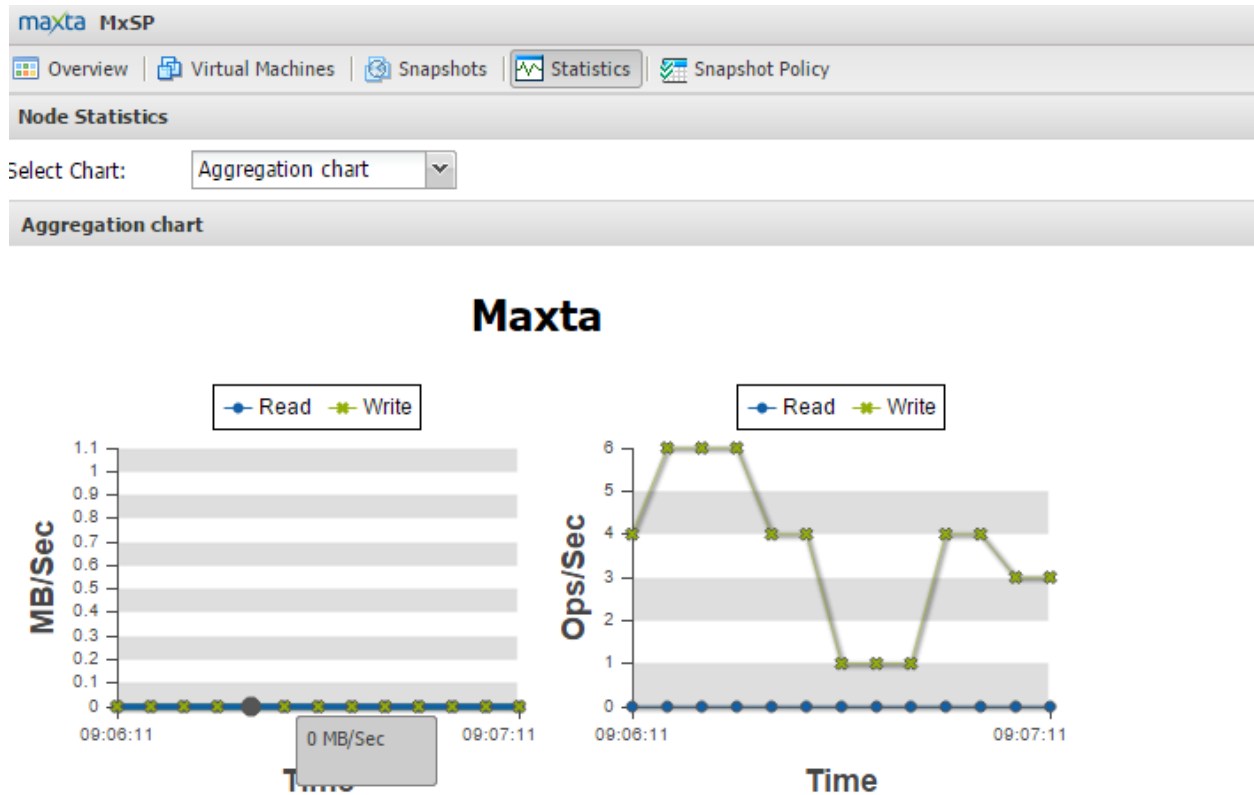 maxta MxSP
Overview Virtual Machines Snapshots Statistics Snapshot Policy
Node Statistics
Select Chart: Aggregation chart
Aggregation chart
Maxta
Read Write
1.1
1
0.9
0.8
0.7
0.6
0.5
0.4
0.3
0.2
0.1
0
MB/Sec
09:06:11 09:07:11
0 MB/Sec
Time
Read Write
6
5
4
3
2
1
0
Ops/Sec
09:06:11 09:07:11
Time